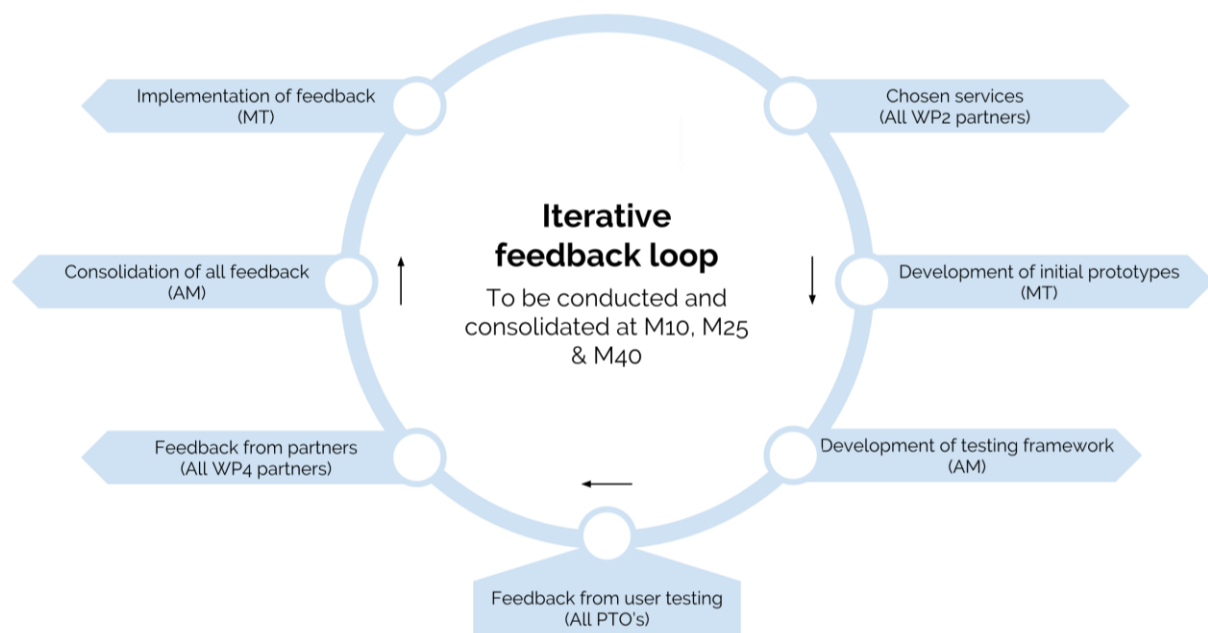 Implementation of feedback
(MT)
Chosen services
(All WP2 partners)
Iterative
feedback loop
To be conducted and
consolidated at M10, M25
& M40
Consolidation of all feedback
(AM)
Development of initial prototypes
(MT)
Feedback from partners
(All WP4 partners)
Development of testing framework
(AM)
Feedback from user testing
(All PTO's)